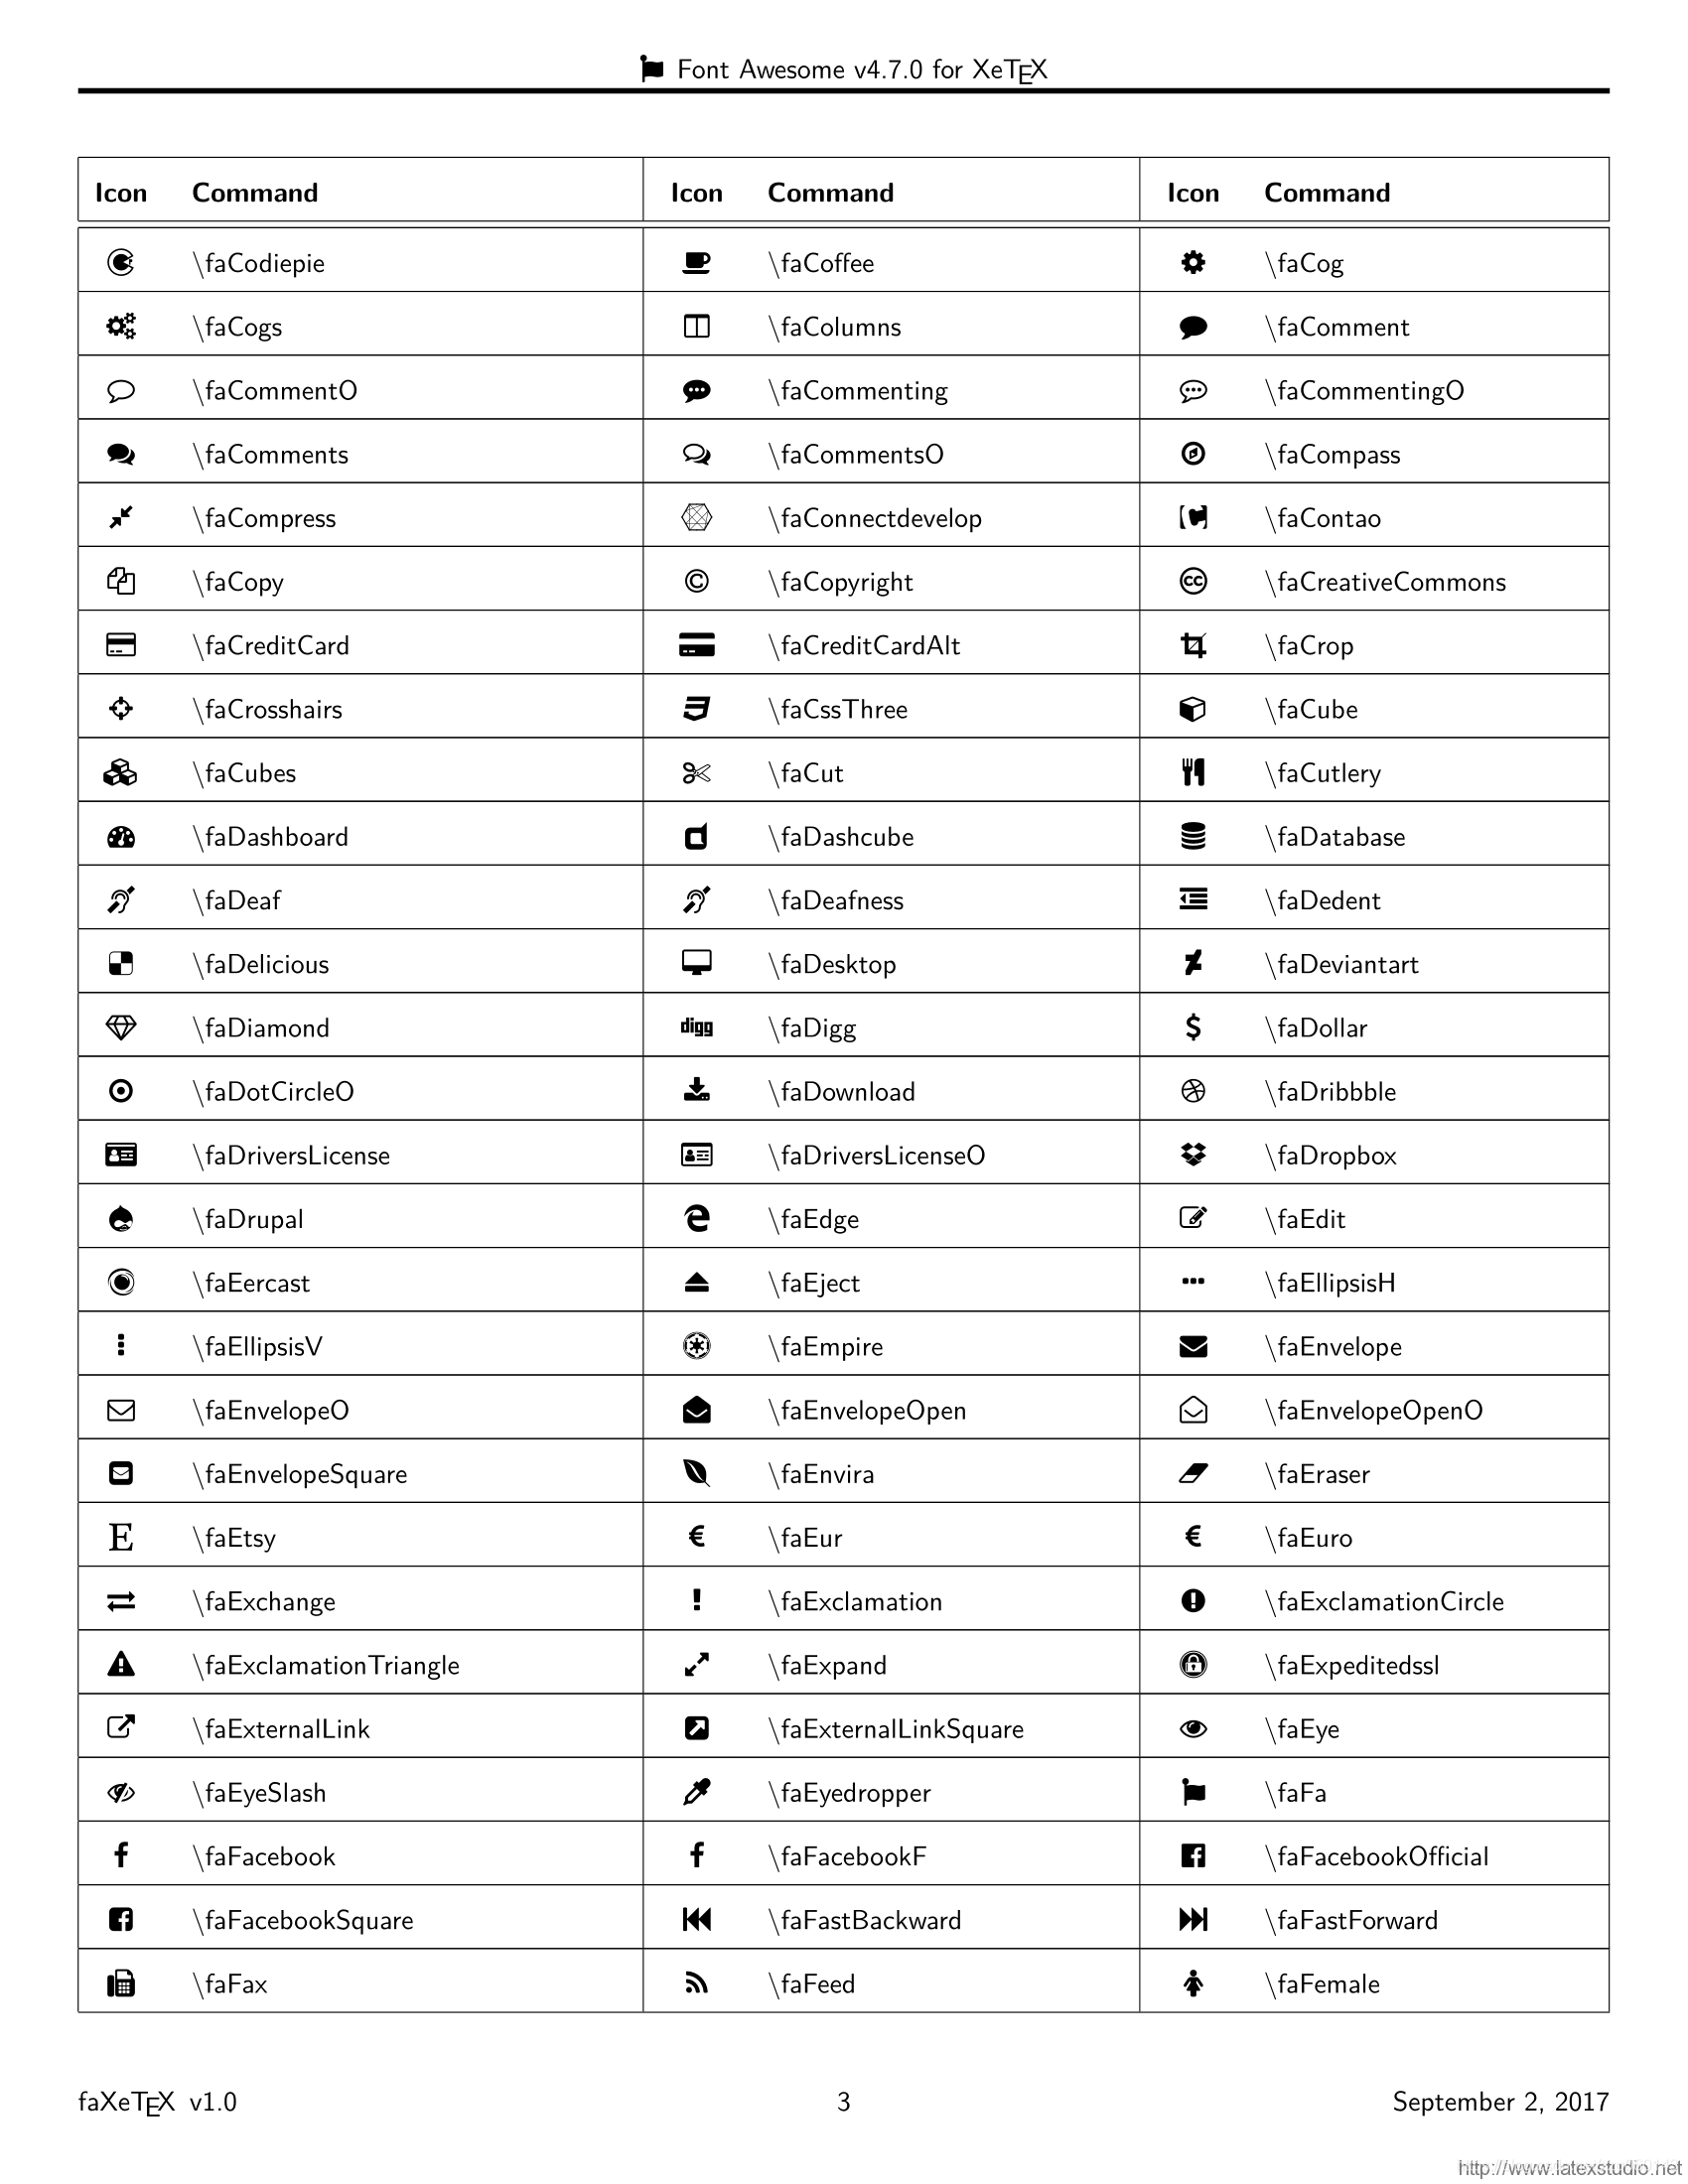 Font Awesome v4.7.0 for XeTEX
Icon Command Icon Command Icon Command
\faCodiepie \faCoffee \faCog
\faCogs \faColumns \faComment
\faCommentO \faCommenting \faCommentingO
\faComments \faCommentsO \faCompass
\faCompress \faConnectdevelop \faContao
\faCopy \faCopyright \faCreativeCommons
\faCreditCard \faCreditCardAlt \faCrop
\faCrosshairs \faCssThree \faCube
\faCubes \faCut \faCutlery
\faDashboard \faDashcube \faDatabase
\faDeaf \faDeafness \faDedent
\faDelicious \faDesktop \faDeviantart
\faDiamond digg \faDigg $ \faDollar
\faDotCircleO \faDownload \faDribbble
\faDriversLicense \faDriversLicenseO \faDropbox
\faDrupal \faEdge \faEdit
\faEercast \faEject \faEllipsisH
\faEllipsisV \faEmpire \faEnvelope
\faEnvelopeO \faEnvelopeOpen \faEnvelopeOpenO
\faEnvelopeSquare \faEnvira \faEraser
E \faEtsy € \faEur € \faEuro
\faExchange ! \faExclamation \faExclamationCircle
\faExclamationTriangle \faExpand \faExpeditedssl
\faExternalLink \faExternalLinkSquare \faEye
\faEyeSlash \faEyedropper \faFa
\faFacebook \faFacebookF \faFacebookOfficial
\faFacebookSquare \faFastBackward \faFastForward
\faFax \faFeed \faFemale
faXeTEX v1.0 3 September 2, 2017
http://www.latexstudio.net